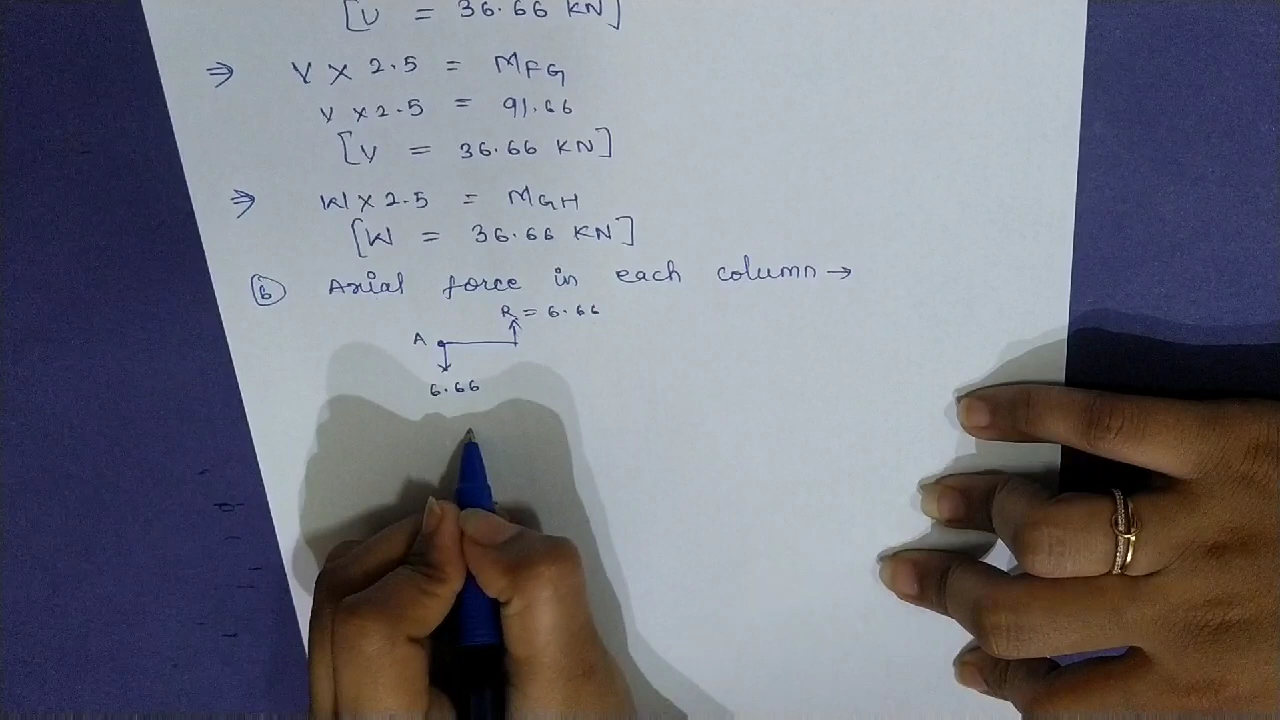 [U = 36.66 KN]
⇒ V × 2.5 = MFG
V × 2.5 = 91.66
[V = 36.66 KN]
⇒ W × 2.5 = MGH
[W = 36.66 KN]
⑥ Axial force in each column →
R = 6.66
A
6.66